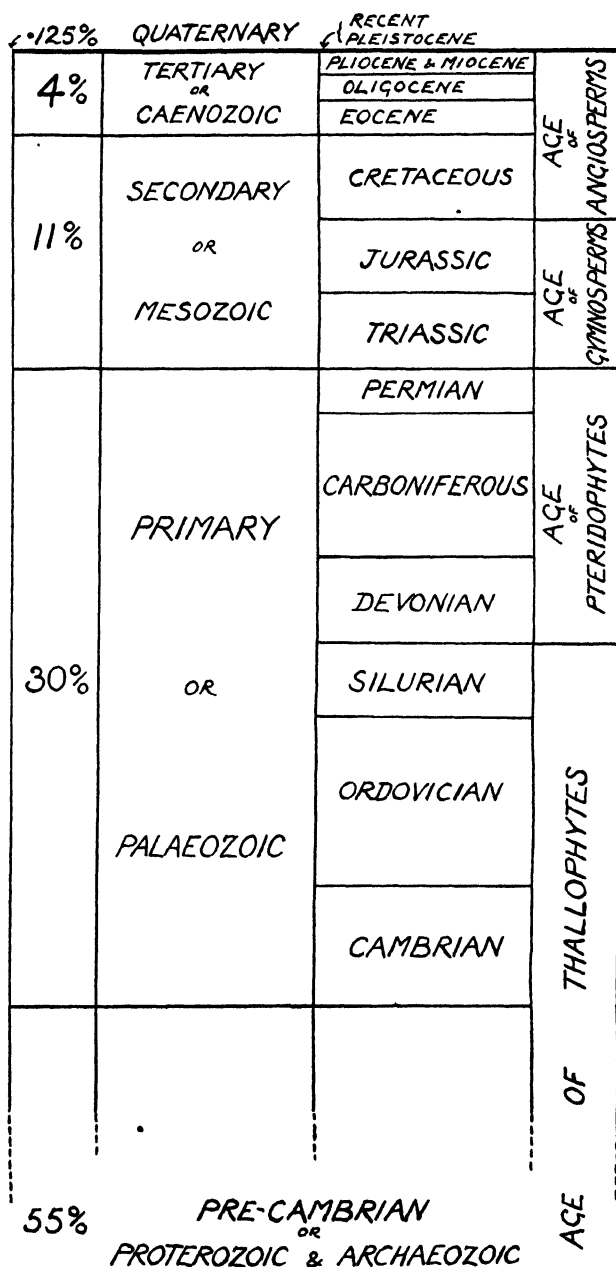 ·125% QUATERNARY RECENT
PLEISTOCENE
4%
TERTIARY
OR
CAENOZOIC
PLIOCENE & MIOCENE
OLIGOCENE
EOCENE
AGE
OF
ANGIOSPERMS
11%
SECONDARY
OR
MESOZOIC
CRETACEOUS
JURASSIC
TRIASSIC
AGE
OF
GYMNOSPERMS
30%
PRIMARY
OR
PALAEOZOIC
PERMIAN
CARBONIFEROUS
DEVONIAN
SILURIAN
ORDOVICIAN
CAMBRIAN
AGE
OF
PTERIDOPHYTES
AGE OF THALLOPHYTES
55%
PRE-CAMBRIAN
OR
PROTEROZOIC & ARCHAEOZOIC